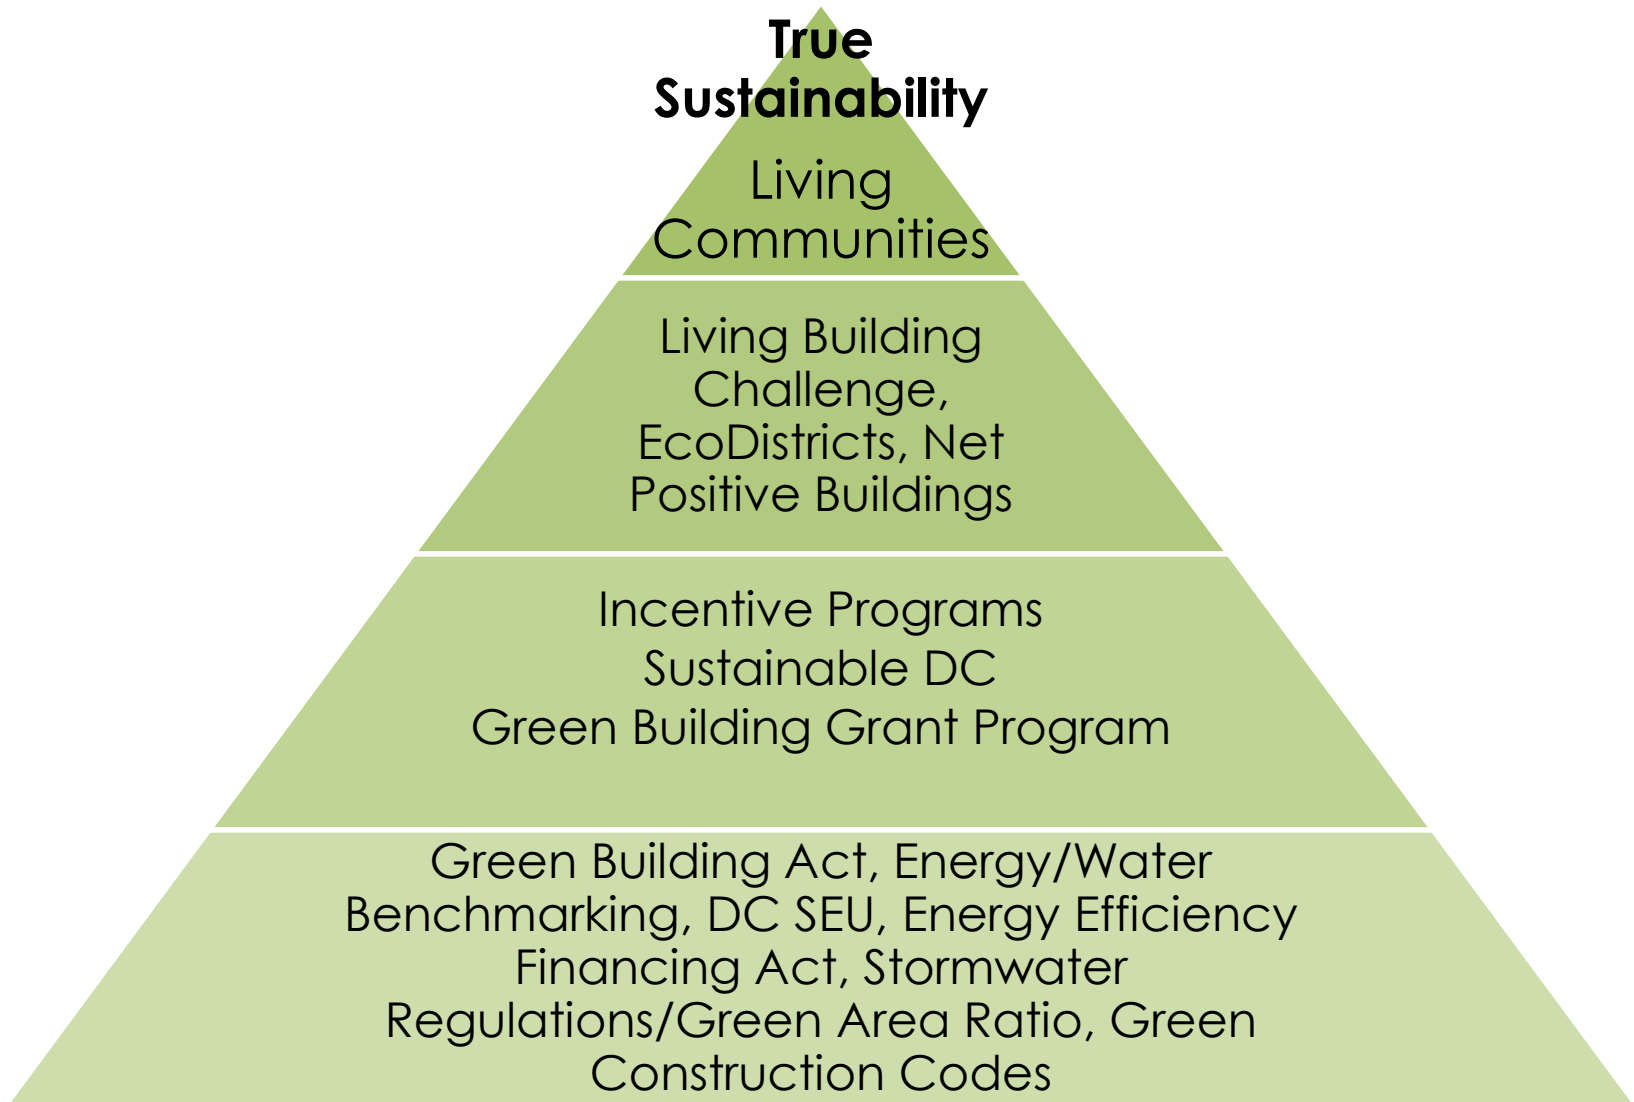 True
Sustainability
Living
Communities
Living Building
Challenge,
EcoDistricts, Net
Positive Buildings
Incentive Programs
Sustainable DC
Green Building Grant Program
Green Building Act, Energy/Water
Benchmarking, DC SEU, Energy Efficiency
Financing Act, Stormwater
Regulations/Green Area Ratio, Green
Construction Codes